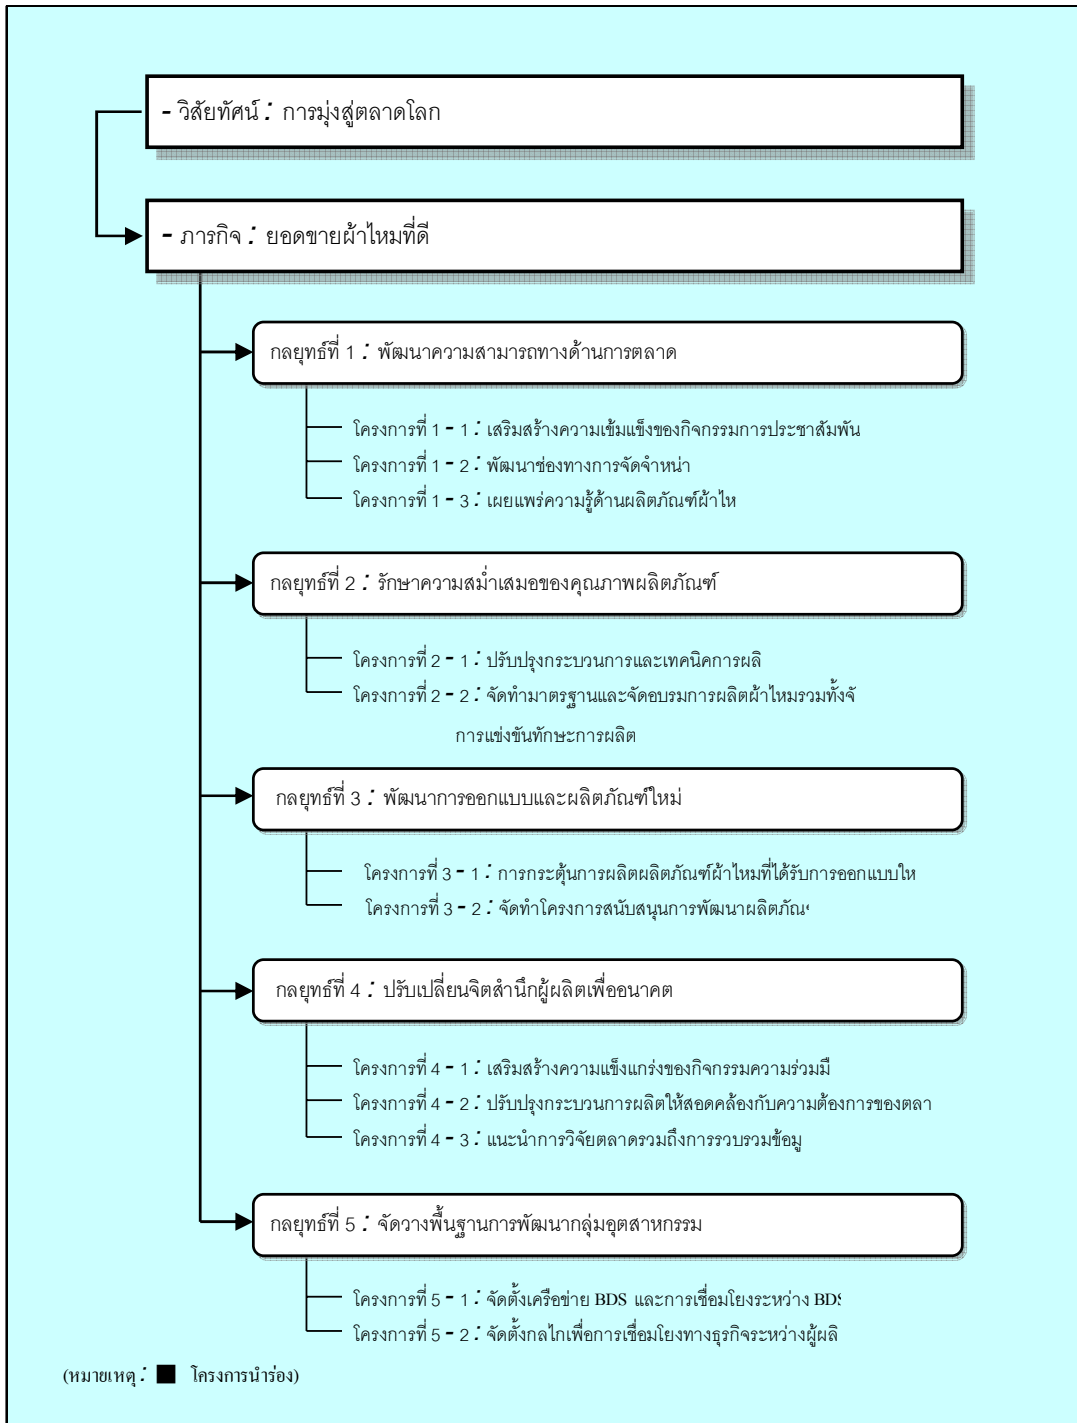 - วิสัยทัศน์ : การมุ่งสู่ตลาดโลก
- ภารกิจ : ยอดขายผ้าไหมที่ดี
กลยุทธ์ที่ 1 : พัฒนาความสามารถทางด้านการตลาด
โครงการที่ 1 - 1 : เสริมสร้างความเข้มแข็งของกิจกรรมการประชาสัมพัน
โครงการที่ 1 - 2 : พัฒนาช่องทางการจัดจำหน่า
โครงการที่ 1 - 3 : เผยแพร่ความรู้ด้านผลิตภัณฑ์ผ้าไห
กลยุทธ์ที่ 2 : รักษาความสม่ำเสมอของคุณภาพผลิตภัณฑ์
โครงการที่ 2 - 1 : ปรับปรุงกระบวนการและเทคนิคการผลิ
โครงการที่ 2 - 2 : จัดทำมาตรฐานและจัดอบรมการผลิตผ้าไหมรวมทั้งจั
การแข่งขันทักษะการผลิต
กลยุทธ์ที่ 3 : พัฒนาการออกแบบและผลิตภัณฑ์ใหม่
โครงการที่ 3 - 1 : การกระตุ้นการผลิตผลิตภัณฑ์ผ้าไหมที่ได้รับการออกแบบให
โครงการที่ 3 - 2 : จัดทำโครงการสนับสนุนการพัฒนาผลิตภัณ
กลยุทธ์ที่ 4 : ปรับเปลี่ยนจิตสำนึกผู้ผลิตเพื่ออนาคต
โครงการที่ 4 - 1 : เสริมสร้างความแข็งแกร่งของกิจกรรมความร่วมมื
โครงการที่ 4 - 2 : ปรับปรุงกระบวนการผลิตให้สอดคล้องกับความต้องการของตลา
โครงการที่ 4 - 3 : แนะนำการวิจัยตลาดรวมถึงการรวบรวมข้อมู
กลยุทธ์ที่ 5 : จัดวางพื้นฐานการพัฒนากลุ่มอุตสาหกรรม
โครงการที่ 5 - 1 : จัดตั้งเครือข่าย BDS และการเชื่อมโยงระหว่าง BDS
โครงการที่ 5 - 2 : จัดตั้งกลไกเพื่อการเชื่อมโยงทางธุรกิจระหว่างผู้ผลิ
(หมายเหตุ : ■ โครงการนำร่อง)